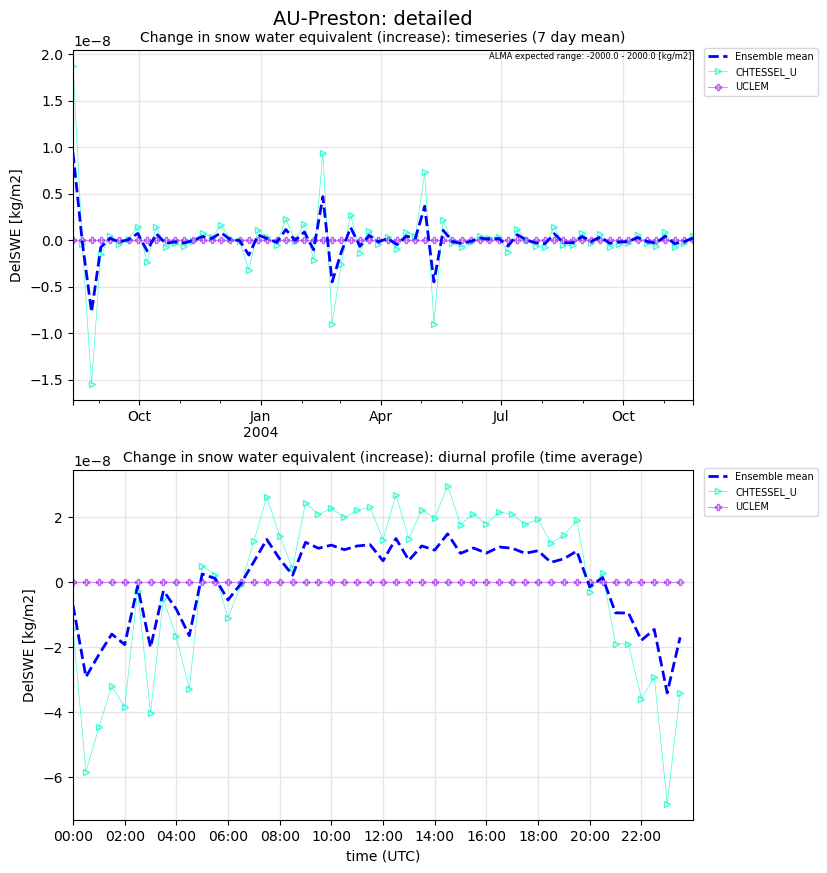 AU-Preston: detailed
Change in snow water equivalent (increase): timeseries (7 day mean)
1e−8
ALMA expected range: -2000.0 - 2000.0 [kg/m2]
Ensemble mean
CHTESSEL_U
UCLEM
DelSWE [kg/m2]
2.0
1.5
1.0
0.5
0.0
−0.5
−1.0
−1.5
Oct
Jan
2004
Apr
Jul
Oct
Change in snow water equivalent (increase): diurnal profile (time average)
1e−8
Ensemble mean
CHTESSEL_U
UCLEM
DelSWE [kg/m2]
2
0
−2
−4
−6
00:00
02:00
04:00
06:00
08:00
10:00
12:00
14:00
16:00
18:00
20:00
22:00
time (UTC)